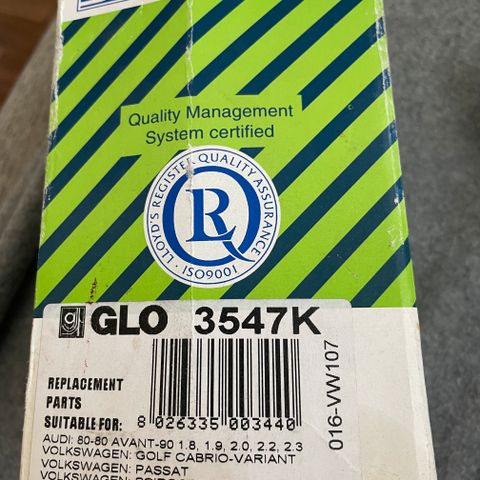 Quality Management
System certified
LLOYD'S REGISTER QUALITY ASSURANCE
LRQ
· ISO9001 ·
GLO 3547K
REPLACEMENT
PARTS
SUITABLE FOR:
8 026335 003440
016-VW107
AUDI: 80-80 AVANT-90 1.8, 1.9, 2.0, 2.2, 2.3
VOLKSWAGEN: GOLF CABRIO-VARIANT
VOLKSWAGEN: PASSAT
VOLKSWAGEN: